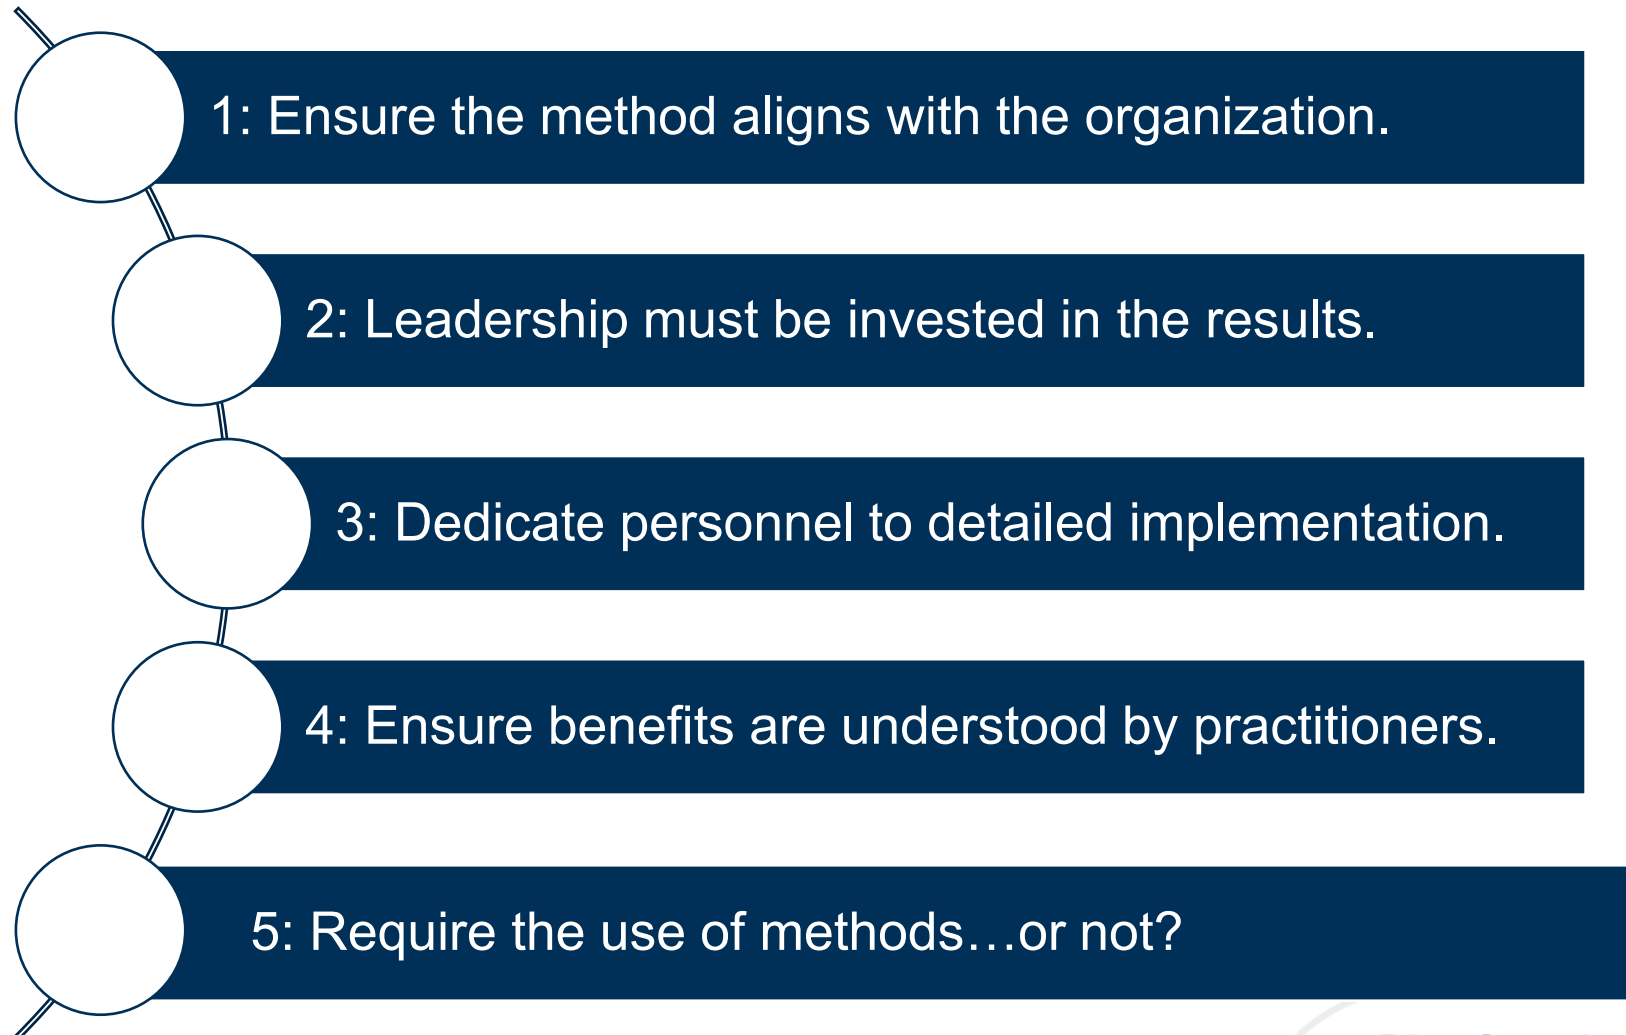 1: Ensure the method aligns with the organization.
2: Leadership must be invested in the results.
3: Dedicate personnel to detailed implementation.
4: Ensure benefits are understood by practitioners.
5: Require the use of methods…or not?